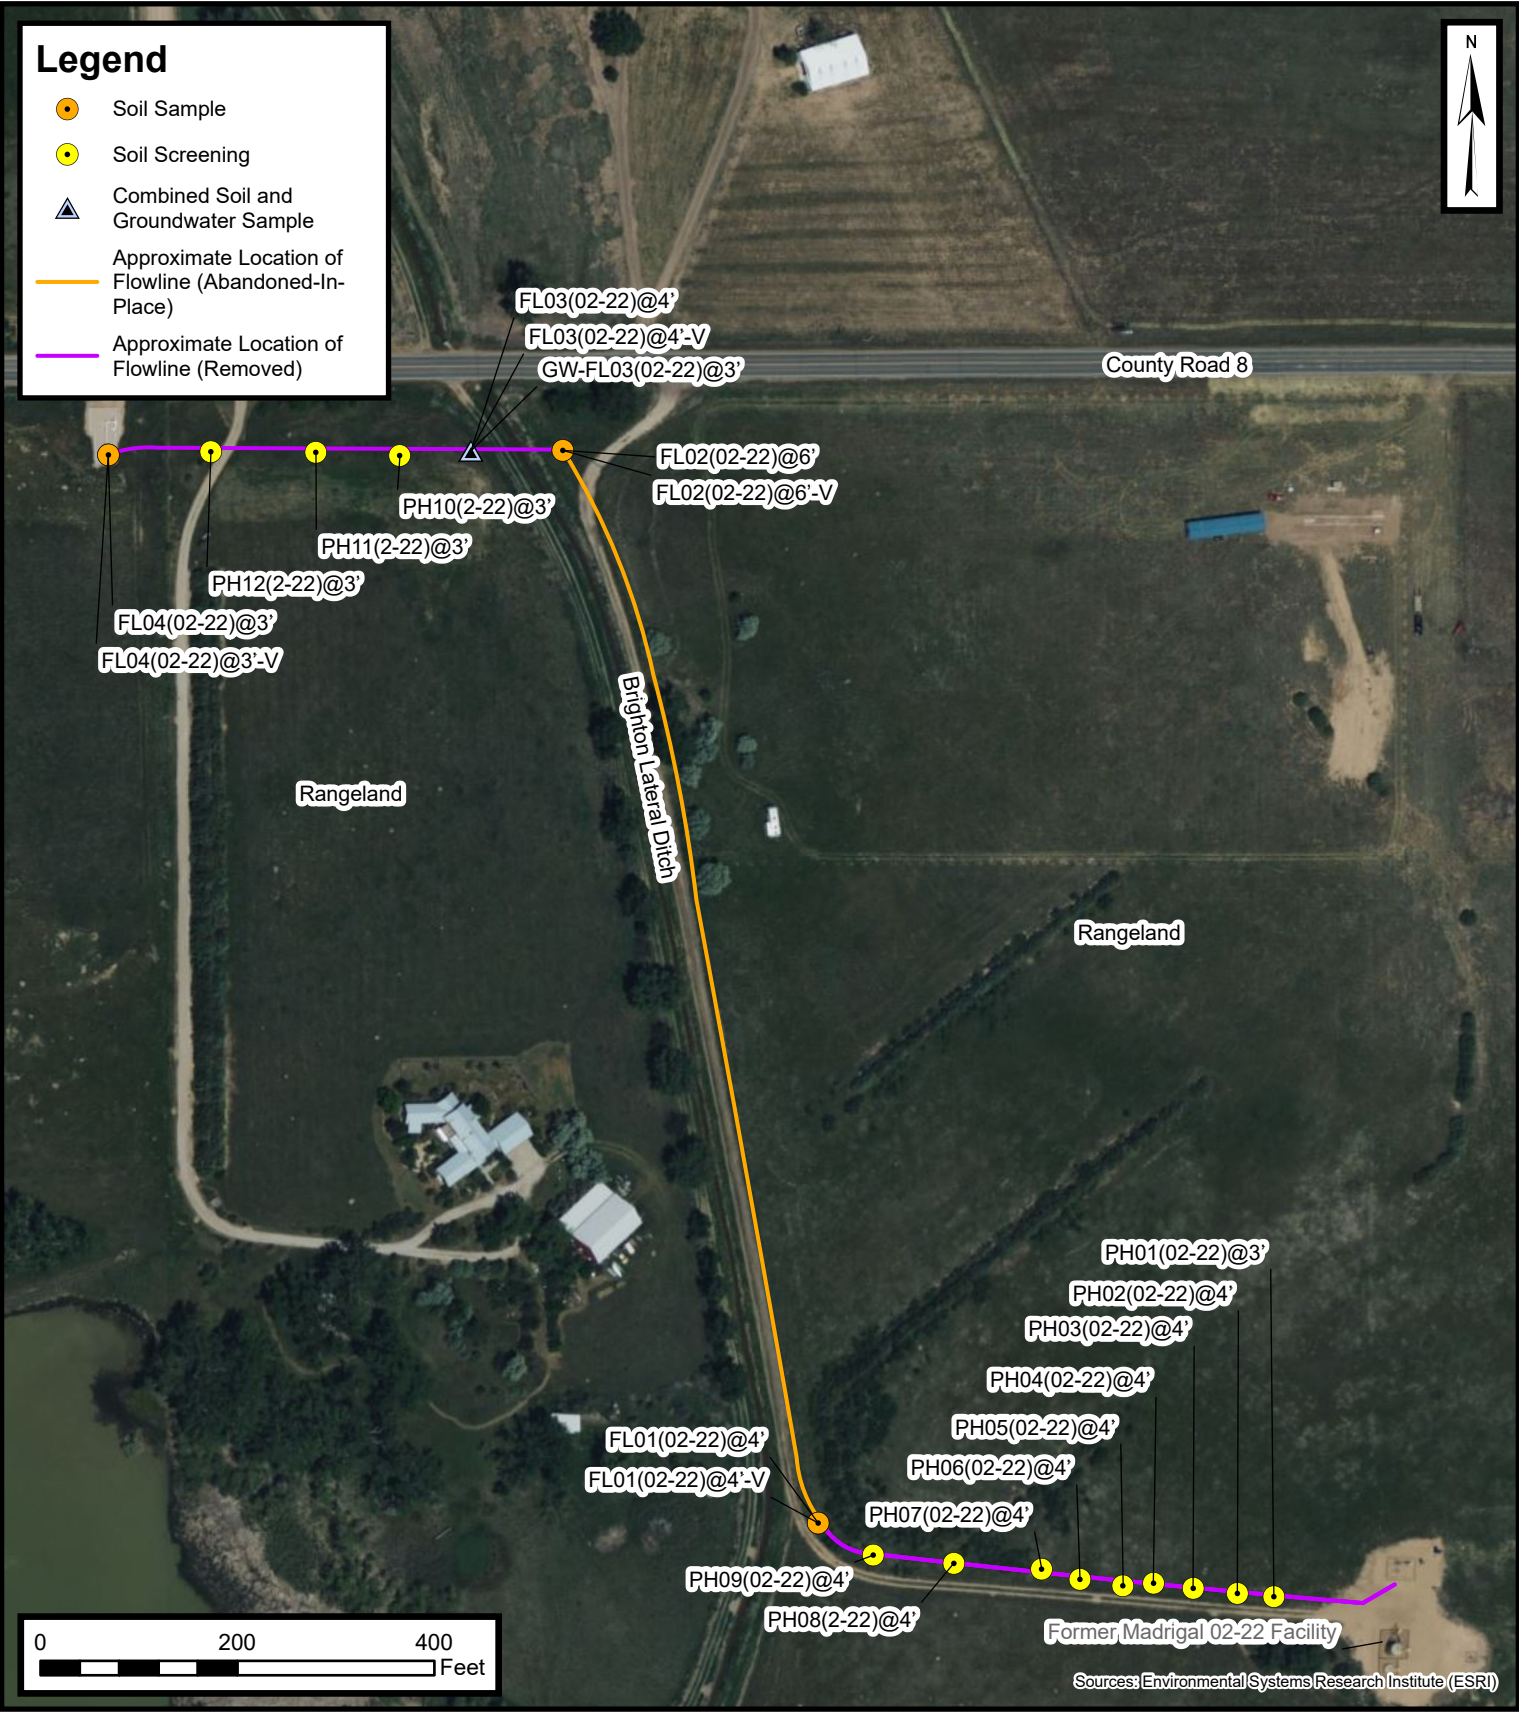 Legend
Soil Sample
Soil Screening
Combined Soil and
Groundwater Sample
Approximate Location of
Flowline (Abandoned-In-
Place)
Approximate Location of
Flowline (Removed)
N
FL03(02-22)@4'
FL03(02-22)@4'-V
GW-FL03(02-22)@3'
County Road 8
FL02(02-22)@6'
FL02(02-22)@6'-V
PH10(2-22)@3'
PH11(2-22)@3'
PH12(2-22)@3'
FL04(02-22)@3'
FL04(02-22)@3'-V
Brighton Lateral Ditch
Rangeland
Rangeland
PH01(02-22)@3'
PH02(02-22)@4'
PH03(02-22)@4'
PH04(02-22)@4'
PH05(02-22)@4'
PH06(02-22)@4'
PH07(02-22)@4'
FL01(02-22)@4'
FL01(02-22)@4'-V
PH09(02-22)@4'
PH08(2-22)@4'
Former Madrigal 02-22 Facility
0 200 400
Feet
Sources: Environmental Systems Research Institute (ESRI)